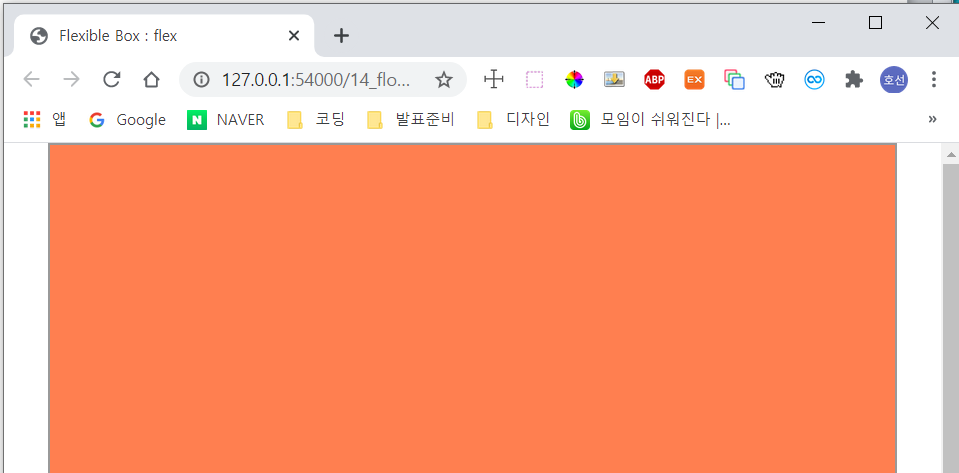 Flexible Box : flex
127.0.0.1:54000/14_flo...
ABP
EX
호선
앱 Google N NAVER 코딩 발표준비 디자인 b 모임이 쉬워진다 |... »